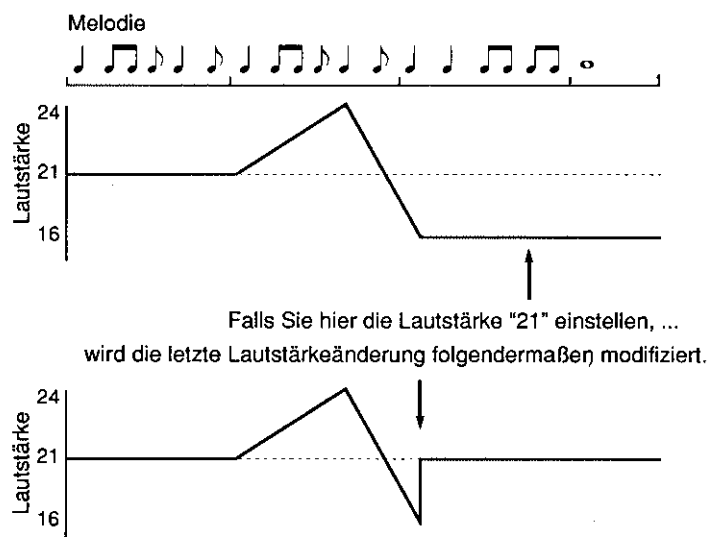 Melodie
24
21
16
Lautstärke
Falls Sie hier die Lautstärke "21" einstellen, ...
wird die letzte Lautstärkeänderung folgendermaßen modifiziert.
24
21
16
Lautstärke